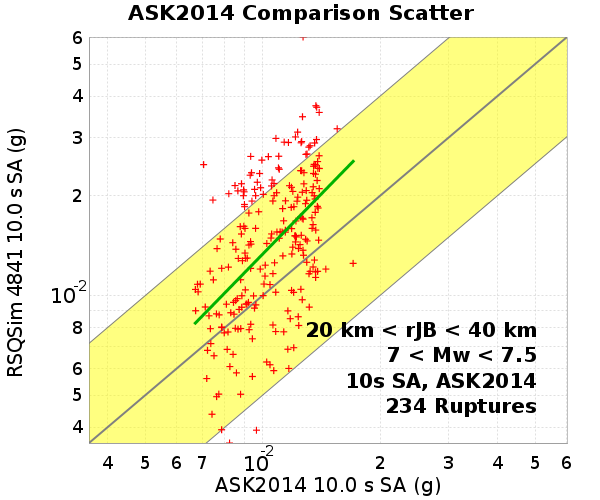 ASK2014 Comparison Scatter
RSQSim 4841 10.0 s SA (g)
6
5
4
3
2
10-2
8
6
5
4
20 km < rJB < 40 km
7 < Mw < 7.5
10s SA, ASK2014
234 Ruptures
4 5 6 7 10-2 2 3 4 5 6
ASK2014 10.0 s SA (g)